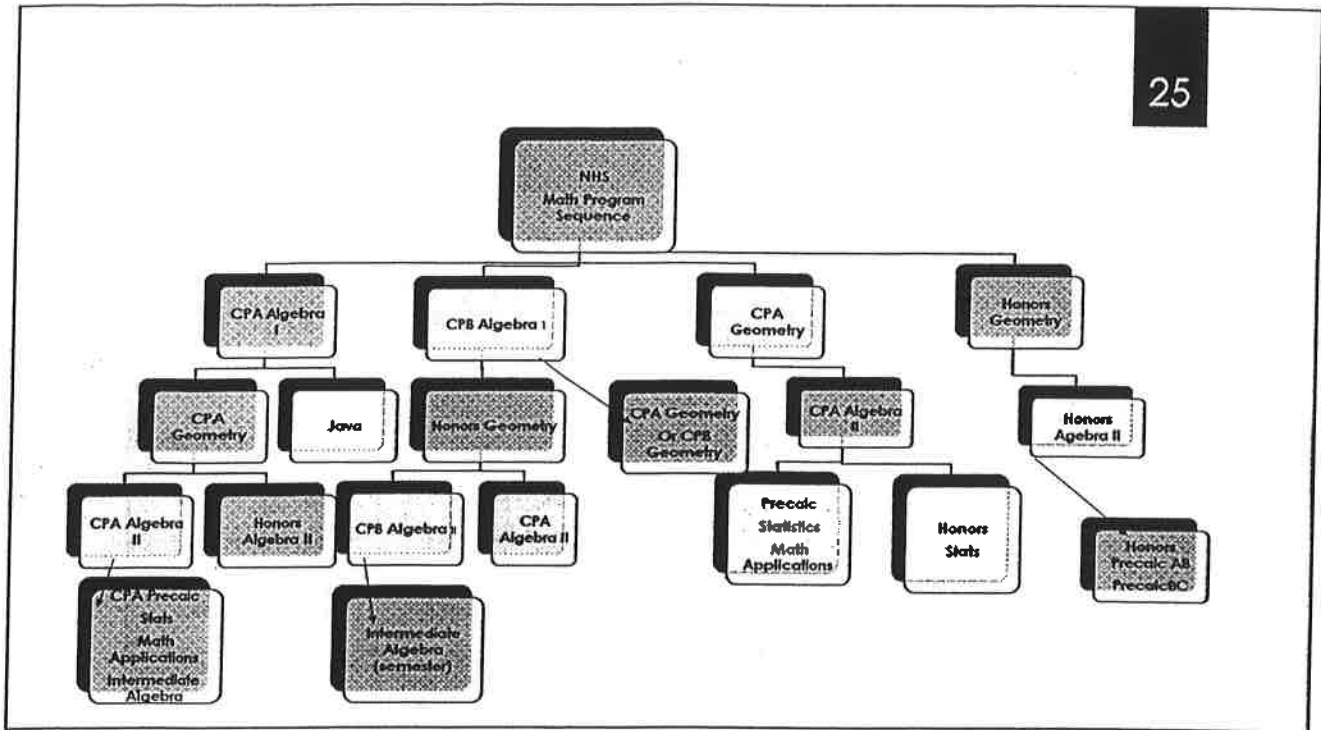 25
NHS
Math Program
Sequence
CPA Algebra
I
CPB Algebra 1
CPA
Geometry
Honors
Geometry
CPA
Geometry
Java
Honors Geometry
CPA Geometry
Or CPB
Geometry
CPA Algebra
II
Honors
Agebra II
CPA Algebra
II
Honors
Algebra II
CPB Algebra II
CPA
Algebra II
Precalc
Statistics
Math
Applications
Honors
Stats
Honors
Precalc AB
PrecalcBC
CPA Precalc
Stats
Math
Applications
Intermediate
Algebra
Intermediate
Algebra
(semester)